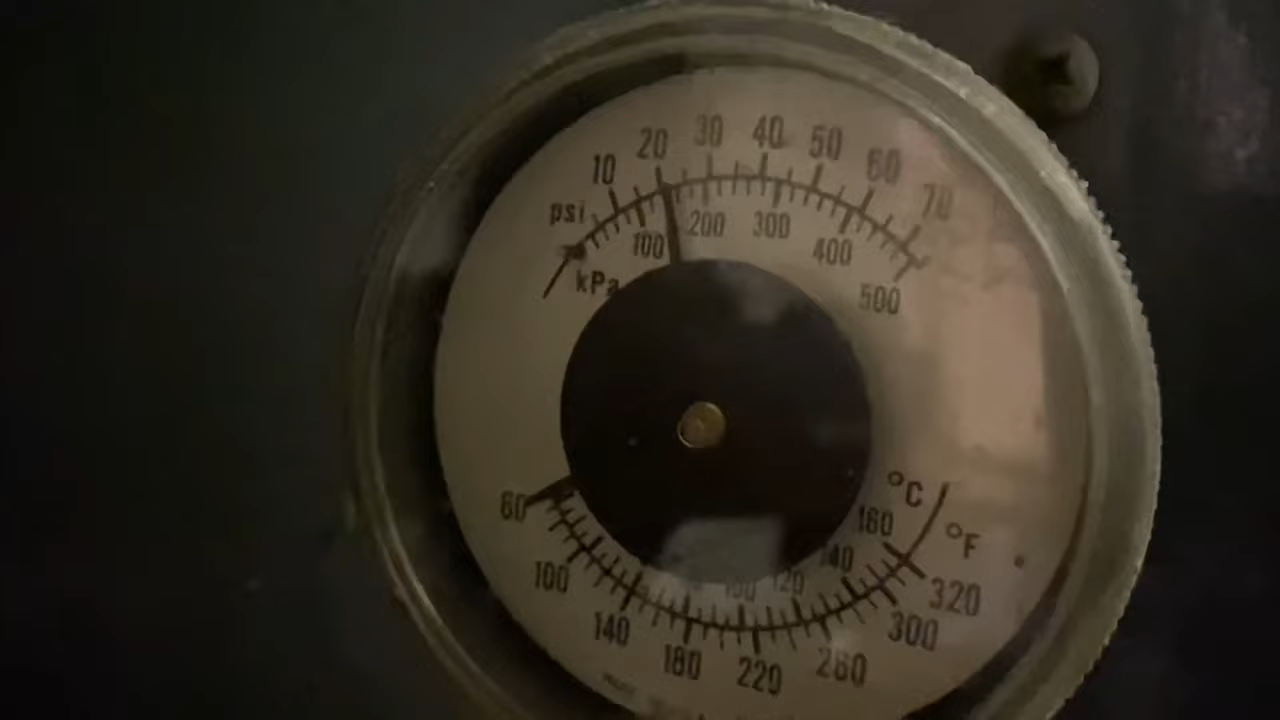 10 20 30 40 50 60 70
psi
100 200 300 400 500
kPa
°C
160 140 120 100
°F
60 100 140 180 220 260 300 320